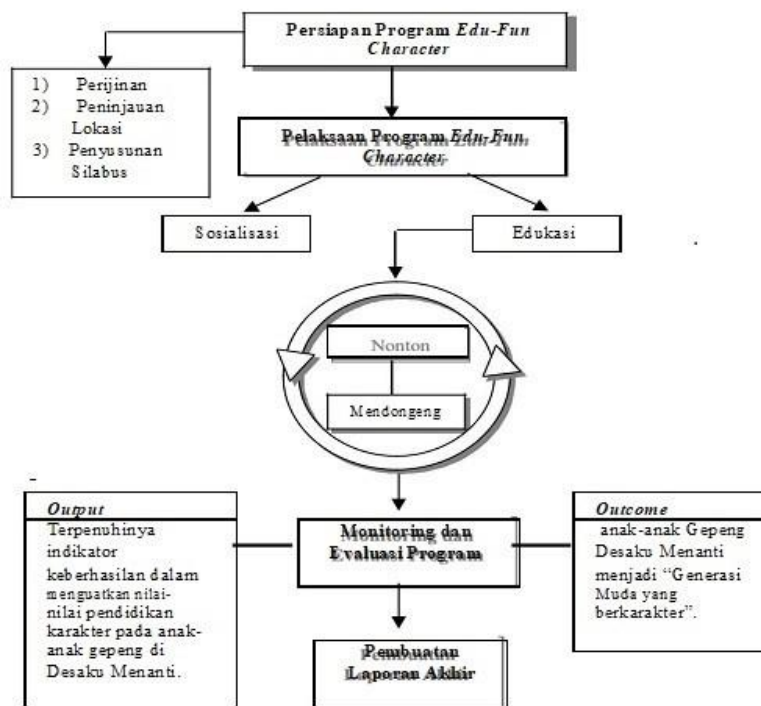 Persiapan Program Edu-Fun
Character
1) Perijinan
2) Peninjauan
Lokasi
3) Penyusunan
Silabus
Pelaksaan Program Edu-Fun
Character
Sosialisasi
Edukasi
Nonton
Mendongeng
Output
Terpenuhinya
indikator
keberhasilan dalam
menguatkan nilai-
nilai pendidikan
karakter pada anak-
anak gepeng di
Desaku Menanti.
Monitoring dan
Evaluasi Program
Outcome
anak-anak Gepeng
Desaku Menanti
menjadi “Generasi
Muda yang
berkarakter”.
Pembuatan
Laporan Akhir